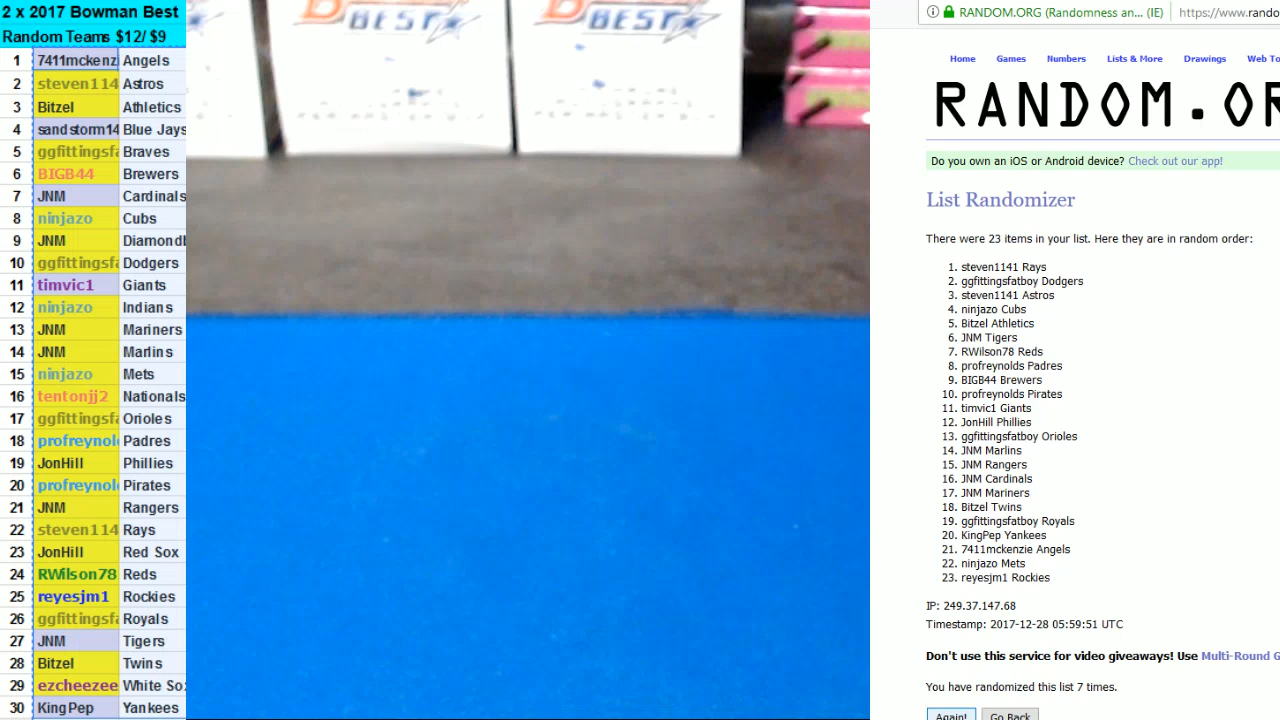 2 x 2017 Bowman Best
Random Teams $12/ $9
1 7411mckenz Angels
2 steven114 Astros
3 Bitzel Athletics
4 sandstorm14 Blue Jays
5 ggfittingsfa Braves
6 BIGB44 Brewers
7 JNM Cardinals
8 ninjazo Cubs
9 JNM Diamondb
10 ggfittingsfa Dodgers
11 timvic1 Giants
12 ninjazo Indians
13 JNM Mariners
14 JNM Marlins
15 ninjazo Mets
16 tentonjj2 Nationals
17 ggfittingsfa Orioles
18 profreynol Padres
19 JonHill Phillies
20 profreynol Pirates
21 JNM Rangers
22 steven114 Rays
23 JonHill Red Sox
24 RWilson78 Reds
25 reyesjm1 Rockies
26 ggfittingsfa Royals
27 JNM Tigers
28 Bitzel Twins
29 ezcheezee White Sox
30 KingPep Yankees
BEST
BEST
RANDOM.ORG (Randomness an... (IE) https://www.rando
Home Games Numbers Lists & More Drawings Web To
RANDOM.OR
Do you own an iOS or Android device? Check out our app!
List Randomizer
There were 23 items in your list. Here they are in random order:
1. steven1141 Rays
2. ggfittingsfatboy Dodgers
3. steven1141 Astros
4. ninjazo Cubs
5. Bitzel Athletics
6. JNM Tigers
7. RWilson78 Reds
8. profreynolds Padres
9. BIGB44 Brewers
10. profreynolds Pirates
11. timvic1 Giants
12. JonHill Phillies
13. ggfittingsfatboy Orioles
14. JNM Marlins
15. JNM Rangers
16. JNM Cardinals
17. JNM Mariners
18. Bitzel Twins
19. ggfittingsfatboy Royals
20. KingPep Yankees
21. 7411mckenzie Angels
22. ninjazo Mets
23. reyesjm1 Rockies
IP: 249.37.147.68
Timestamp: 2017-12-28 05:59:51 UTC
Don't use this service for video giveaways! Use Multi-Round G
You have randomized this list 7 times.
Again! Go Back